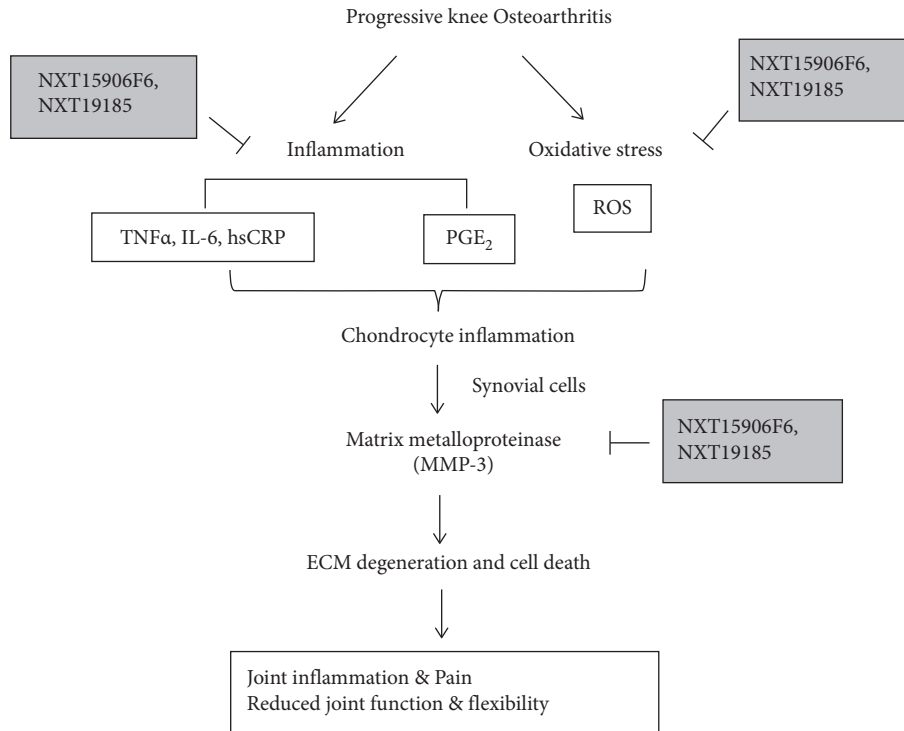 Progressive knee Osteoarthritis
NXT15906F6,
NXT19185
NXT15906F6,
NXT19185
Inflammation
Oxidative stress
TNFα, IL-6, hsCRP
PGE₂
ROS
Chondrocyte inflammation
Synovial cells
Matrix metalloproteinase
(MMP-3)
NXT15906F6,
NXT19185
ECM degeneration and cell death
Joint inflammation & Pain
Reduced joint function & flexibility